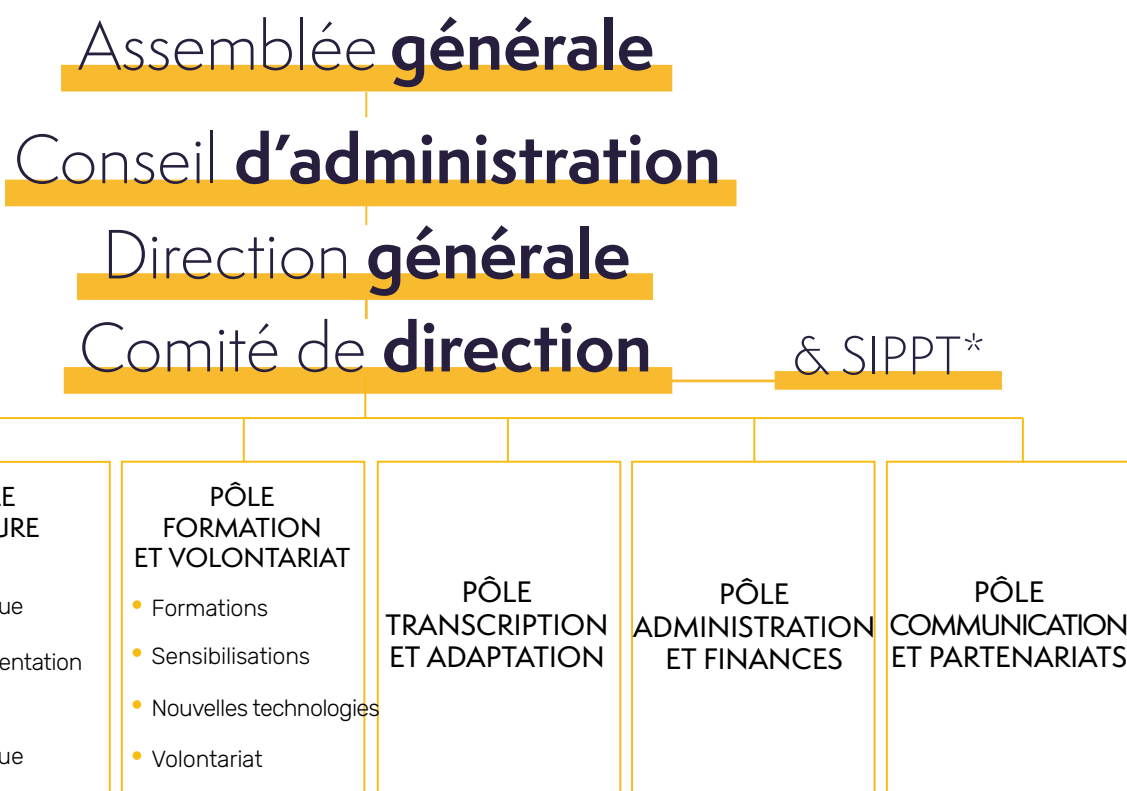 Assemblée générale
Conseil d'administration
Direction générale
Comité de direction
& SIPPT*
PÔLE
FORMATION
ET VOLONTARIAT
• Formations
• Sensibilisations
• Nouvelles technologies
• Volontariat
PÔLE
TRANSCRIPTION
ET ADAPTATION
PÔLE
ADMINISTRATION
ET FINANCES
PÔLE
COMMUNICATION
ET PARTENARIATS